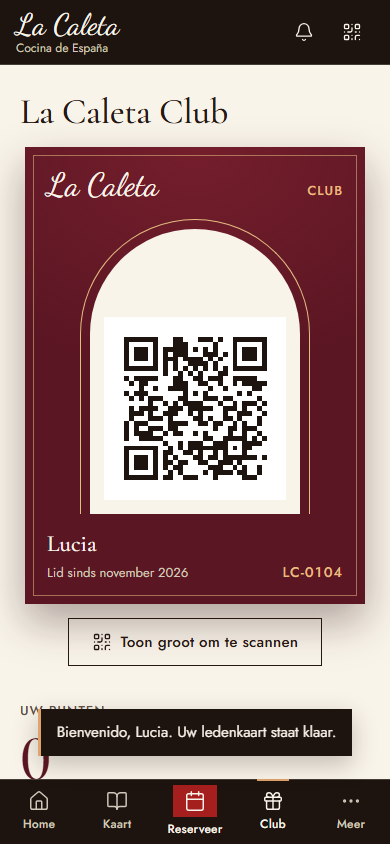 La Caleta
Cocina de España
La Caleta Club
La Caleta
CLUB
Lucia
Lid sinds november 2026
LC-0104
Toon groot om te scannen
UW PUNTEN
0
Bienvenido, Lucia. Uw ledenkaart staat klaar.
Home
Kaart
Reserveer
Club
Meer